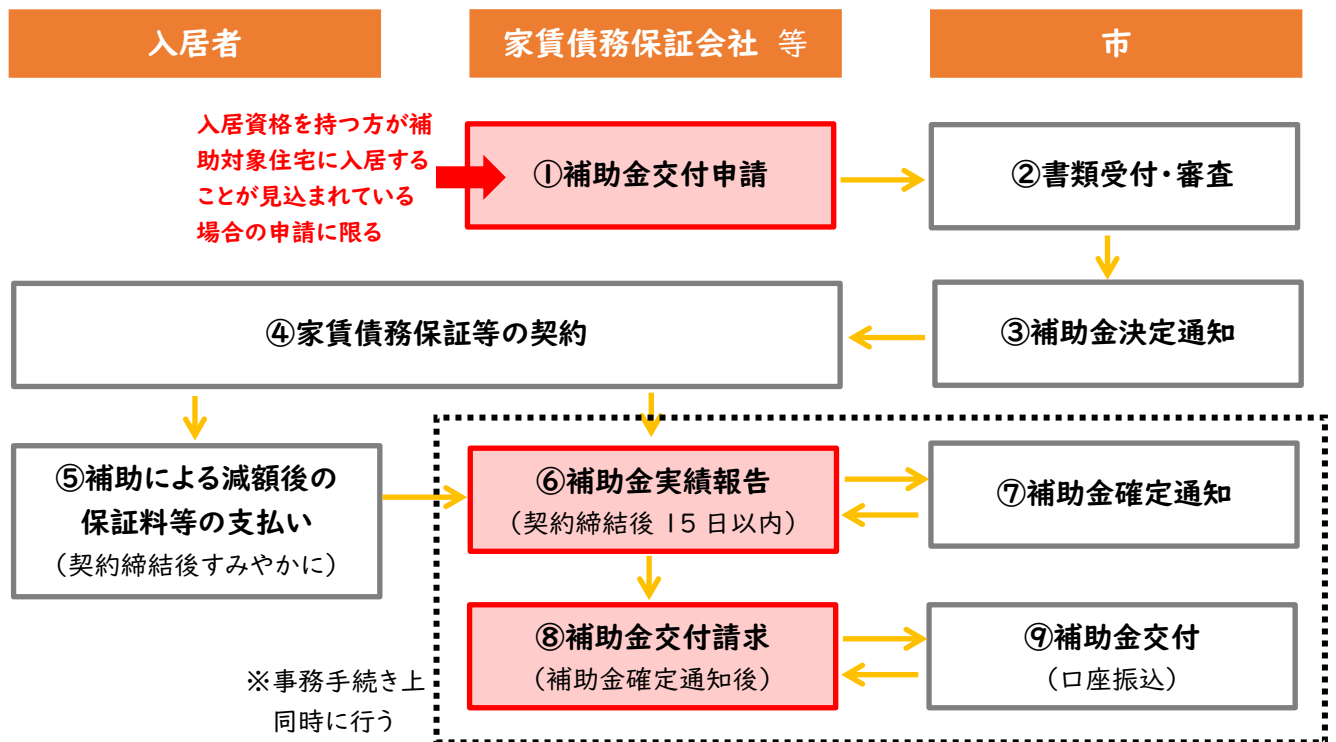 入居者
家賃債務保証会社 等
市
入居資格を持つ方が補
助対象住宅に入居する
ことが見込まれている
場合の申請に限る
①補助金交付申請
②書類受付・審査
④家賃債務保証等の契約
③補助金決定通知
⑤補助による減額後の
保証料等の支払い
（契約締結後すみやかに）
⑥補助金実績報告
（契約締結後 15 日以内）
⑦補助金確定通知
⑧補助金交付請求
（補助金確定通知後）
⑨補助金交付
（口座振込）
※事務手続き上
同時に行う